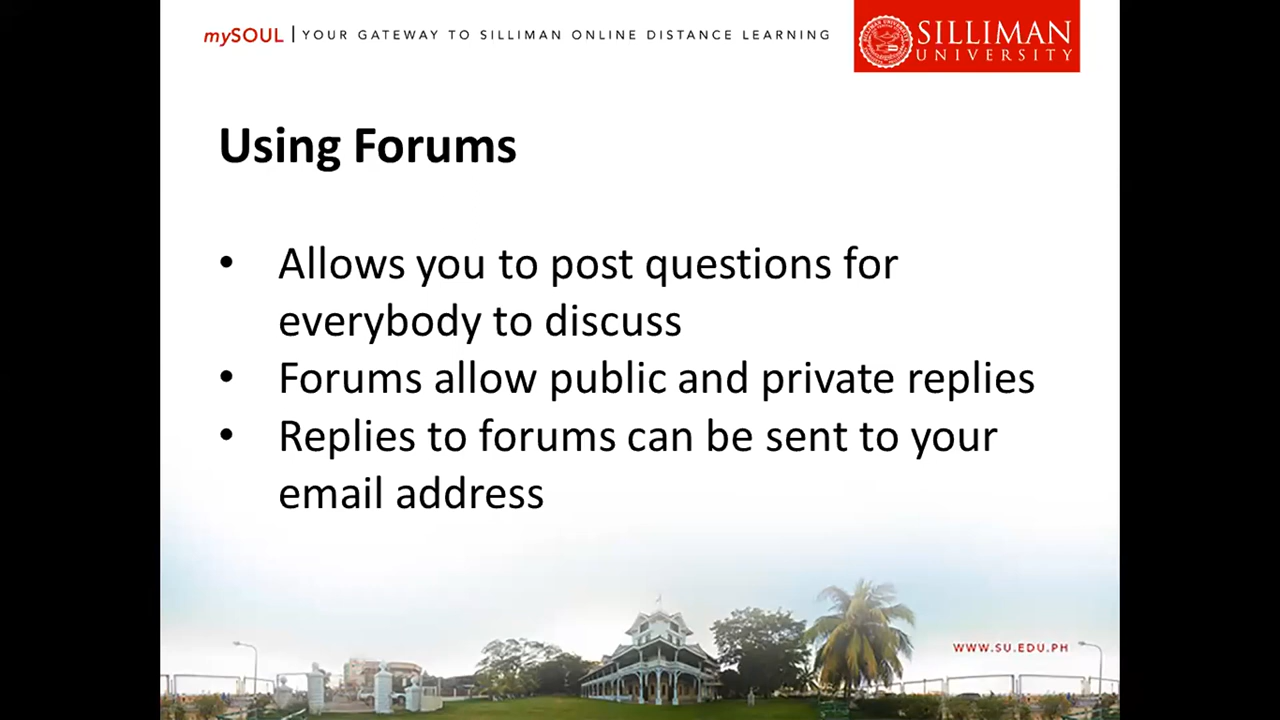 mySOUL | YOUR GATEWAY TO SILLIMAN ONLINE DISTANCE LEARNING
SILLIMAN
UNIVERSITY
Using Forums
• Allows you to post questions for
everybody to discuss
• Forums allow public and private replies
• Replies to forums can be sent to your
email address
WWW.SU.EDU.PH